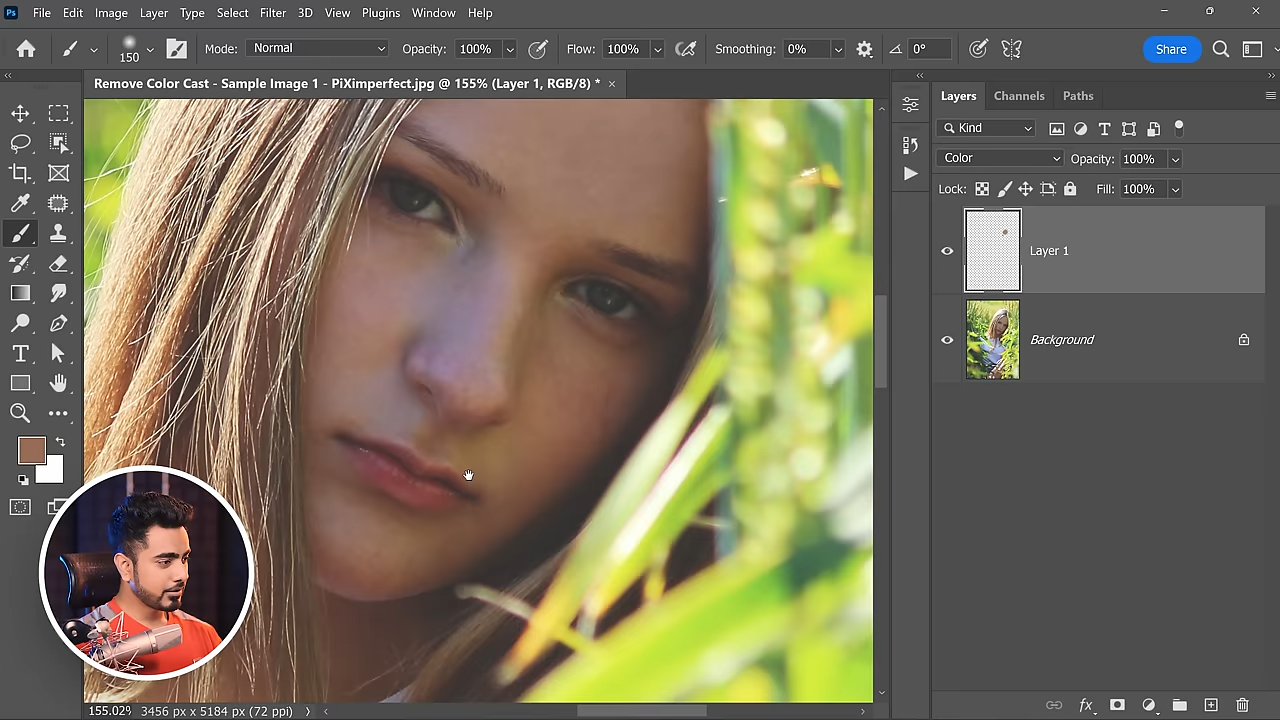 Ps File Edit Image Layer Type Select Filter 3D View Plugins Window Help
150 Mode: Normal Opacity: 100% Flow: 100% Smoothing: 0% 0° Share
Remove Color Cast - Sample Image 1 - PiXimperfect.jpg @ 155% (Layer 1, RGB/8) *
Layers Channels Paths
Kind
Color Opacity: 100%
Lock: Fill: 100%
Layer 1
Background
155.02% 3456 px x 5184 px (72 ppi)